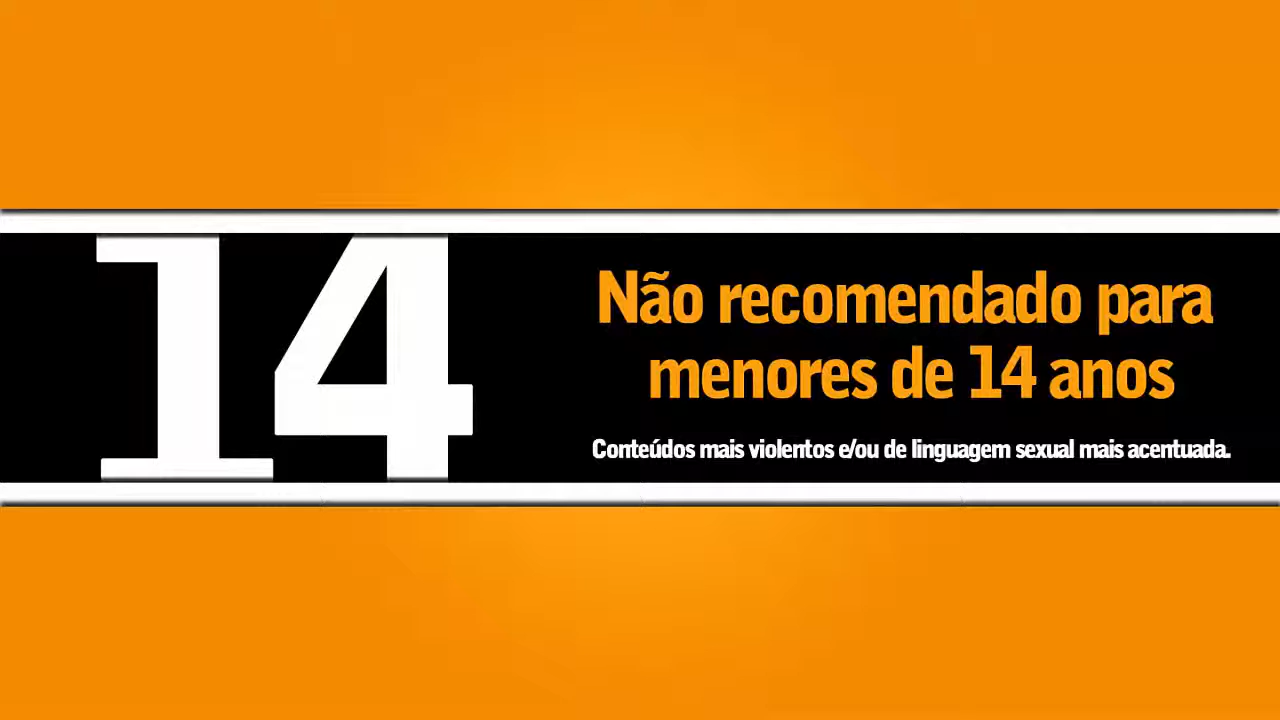 14
Não recomendado para
menores de 14 anos
Conteúdos mais violentos e/ou de linguagem sexual mais acentuada.